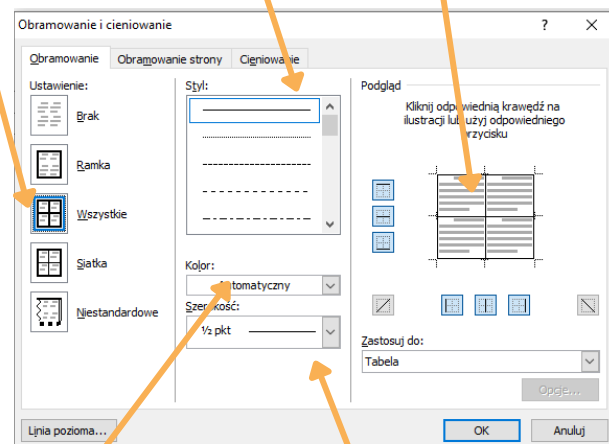 Obramowanie i cieniowanie
? X
Obramowanie Obramowanie strony Cieniowanie
Ustawienie:
Brak
Ramka
Wszystkie
Siatka
Niestandardowe
Styl:
Kolor:
Automatyczny
Szerokość:
½ pkt
Podgląd
Kliknij odpowiednią krawędź na
ilustracji lub użyj odpowiedniego
przycisku
Zastosuj do:
Tabela
Opcje...
Linia pozioma...
OK
Anuluj